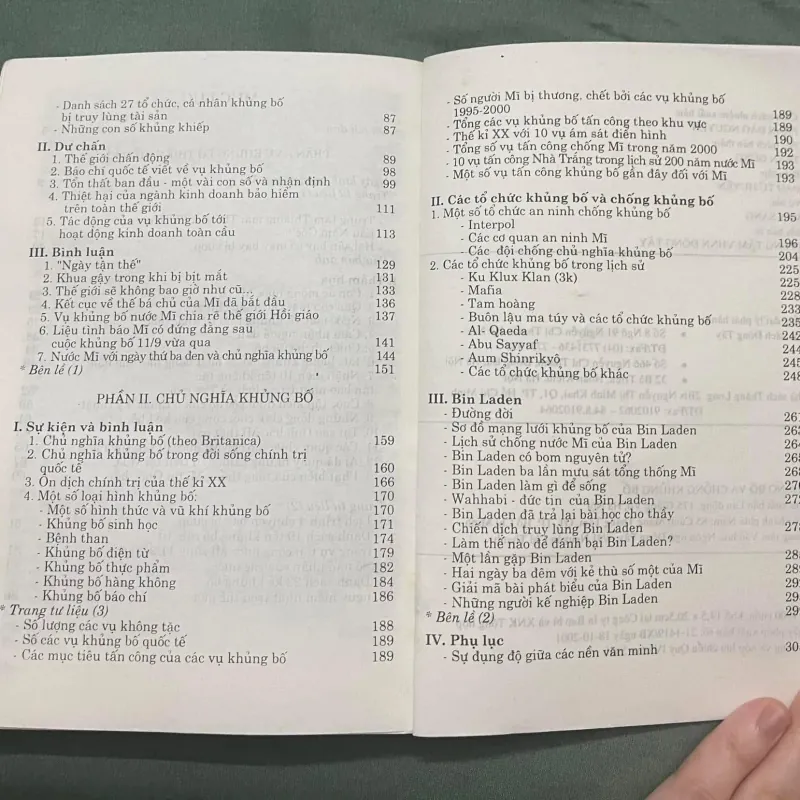 - Danh sách 27 tổ chức, cá nhân khủng bố
bị truy lùng tài sản 87
- Những con số khủng khiếp 87
II. Dư chấn
1. Thế giới chấn động 89
2. Báo chí quốc tế viết về vụ khủng bố 98
3. Tổn thất ban đầu - một vài con số và nhận định 99
4. Thiệt hại của ngành kinh doanh bảo hiểm
trên toàn thế giới 111
5. Tác động của vụ khủng bố tới
hoạt động kinh doanh toàn cầu 113
III. Bình luận
1. "Ngày tận thế" 129
2. Khua gậy trong khi bị bịt mắt 131
3. Thế giới sẽ không bao giờ như cũ... 133
4. Kết cục về thế bá chủ của Mĩ đã bắt đầu 136
5. Vụ khủng bố nước Mĩ chia rẽ thế giới Hồi giáo 137
6. Liệu tình báo Mĩ có đứng đằng sau
cuộc khủng bố 11/9 vừa qua 141
7. Nước Mĩ với ngày thứ ba đen và chủ nghĩa khủng bố 144
* Bên lề (1) 151
PHẦN II. CHỦ NGHĨA KHỦNG BỐ
I. Sự kiện và bình luận
1. Chủ nghĩa khủng bố (theo Britanica) 159
2. Chủ nghĩa khủng bố trong đời sống chính trị
quốc tế 160
3. Ôn dịch chính trị của thế kỉ XX 166
4. Một số loại hình khủng bố: 170
- Một số hình thức và vũ khí khủng bố 170
- Khủng bố sinh học 171
- Bệnh than 174
- Khủng bố điện tử 179
- Khủng bố thực phẩm 182
- Khủng bố hàng không 184
- Khủng bố báo chí 186
* Trang tư liệu (3)
- Số lượng các vụ không tặc 188
- Số các vụ khủng bố quốc tế 189
- Các mục tiêu tấn công của các vụ khủng bố 189
- Số người Mĩ bị thương, chết bởi các vụ khủng bố
1995-2000 189
- Tổng các vụ khủng bố tấn công theo khu vực 189
- Thế kỉ XX với 10 vụ ám sát điển hình 190
- Tổng số vụ tấn công chống Mĩ trong năm 2000 192
- 10 vụ tấn công Nhà Trắng trong lịch sử 200 năm nước Mĩ 193
- Một số vụ tấn công khủng bố gần đây đối với Mĩ 193
II. Các tổ chức khủng bố và chống khủng bố
1. Một số tổ chức an ninh chống khủng bố 195
- Interpol
- Các cơ quan an ninh Mĩ 196
- Các đội chống chủ nghĩa khủng bố 204
2. Các tổ chức khủng bố trong lịch sử 225
- Ku Klux Klan (3k) 225
- Mafia 228
- Tam hoàng 233
- Buôn lậu ma túy và các tổ chức khủng bố 235
- Al- Qaeda 242
- Abu Sayyaf 244
- Aum Shinrikyô 245
- Các tổ chức khủng bố khác 248
III. Bin Laden
- Đường đời 261
- Sơ đồ mạng lưới khủng bố của Bin Laden 263
- Lịch sử chống nước Mĩ của Bin Laden 264
- Bin Laden có bom nguyên tử? 265
- Bin Laden ba lần mưu sát tổng thống Mĩ 268
- Bin Laden làm gì để sống 270
- Wahhabi - đức tin của Bin Laden 272
- Bin Laden đã trả lại bài học cho thầy
- Chiến dịch truy lùng Bin Laden
- Làm thế nào để đánh bại Bin Laden?
- Một lần gặp Bin Laden
- Hai ngày ba đêm với kẻ thù số một của Mĩ
- Giải mã bài phát biểu của Bin Laden
- Những người kế nghiệp Bin Laden
* Bên lề (2)
IV. Phụ lục
- Sự đụng độ giữa các nền văn minh